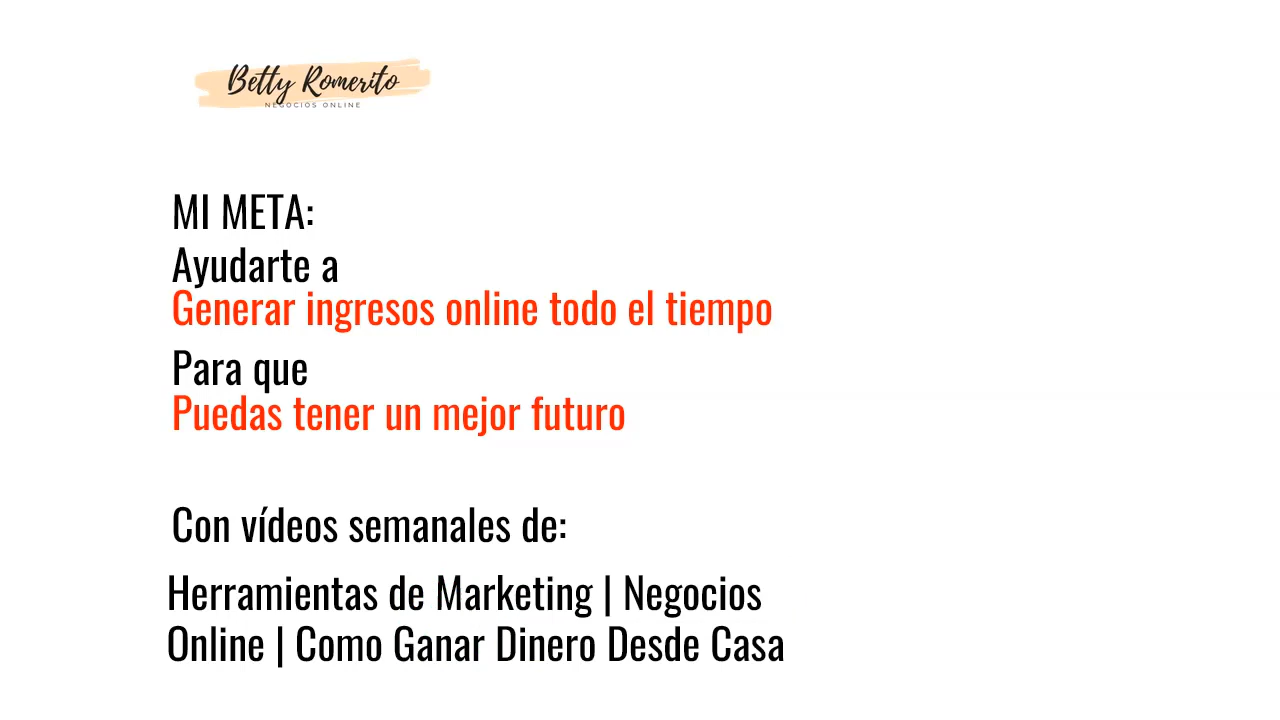 Betty Romerito
NEGOCIOS ONLINE
MI META:
Ayudarte a
Generar ingresos online todo el tiempo
Para que
Puedas tener un mejor futuro
Con vídeos semanales de:
Herramientas de Marketing | Negocios
Online | Como Ganar Dinero Desde Casa